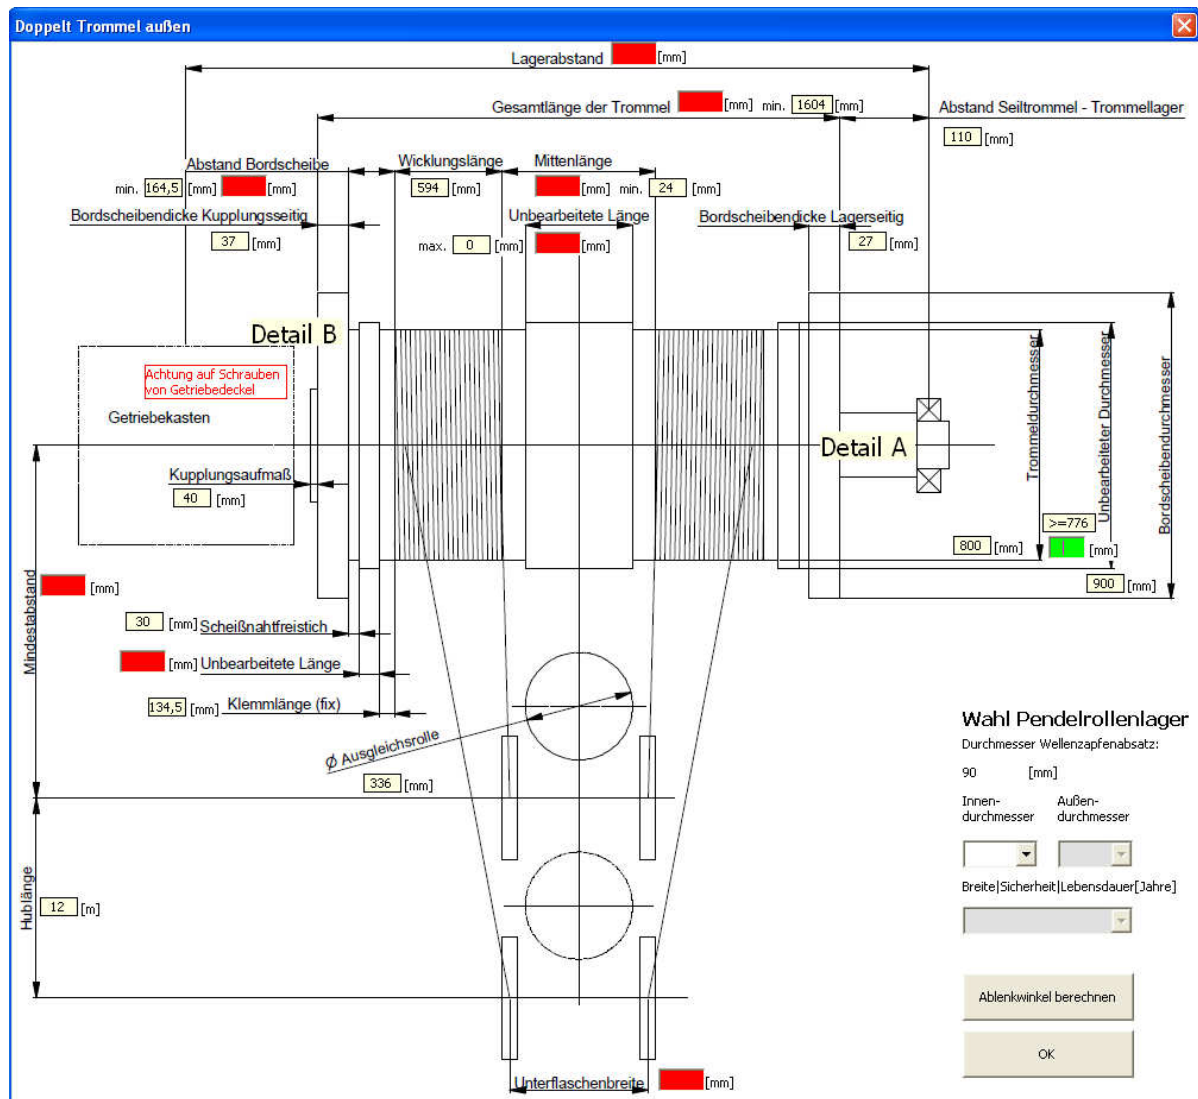 Doppelt Trommel außen
Lagerabstand [mm]
Gesamtlänge der Trommel [mm] min. 1604 [mm]
Abstand Seiltrommel - Trommellager
110 [mm]
Abstand Bordscheibe
min. 164,5 [mm] [mm]
Wicklungslänge
594 [mm]
Mittenlänge
[mm] min. 24 [mm]
Bordscheibendicke Kupplungsseitig
37 [mm]
Unbearbeitete Länge
max. 0 [mm] [mm]
Bordscheibendicke Lagerseitig
27 [mm]
Detail B
Achtung auf Schrauben
von Getriebedeckel
Getriebekasten
Detail A
Kupplungsaufmaß
40 [mm]
Trommeldurchmesser
Unbearbeiteter Durchmesser
Bordscheibendurchmesser
>=776
800 [mm] [mm]
900 [mm]
Mindestabstand
[mm]
30 [mm] Scheißnahtfreistich
[mm] Unbearbeitete Länge
134,5 [mm] Klemmlänge (fix)
Ø Ausgleichsrolle
336 [mm]
Hublänge
12 [m]
Unterflaschenbreite [mm]
Wahl Pendelrollenlager
Durchmesser Wellenzapfenabsatz:
90 [mm]
Innen-
durchmesser
Außen-
durchmesser
Breite|Sicherheit|Lebensdauer[Jahre]
Ablenkwinkel berechnen
OK